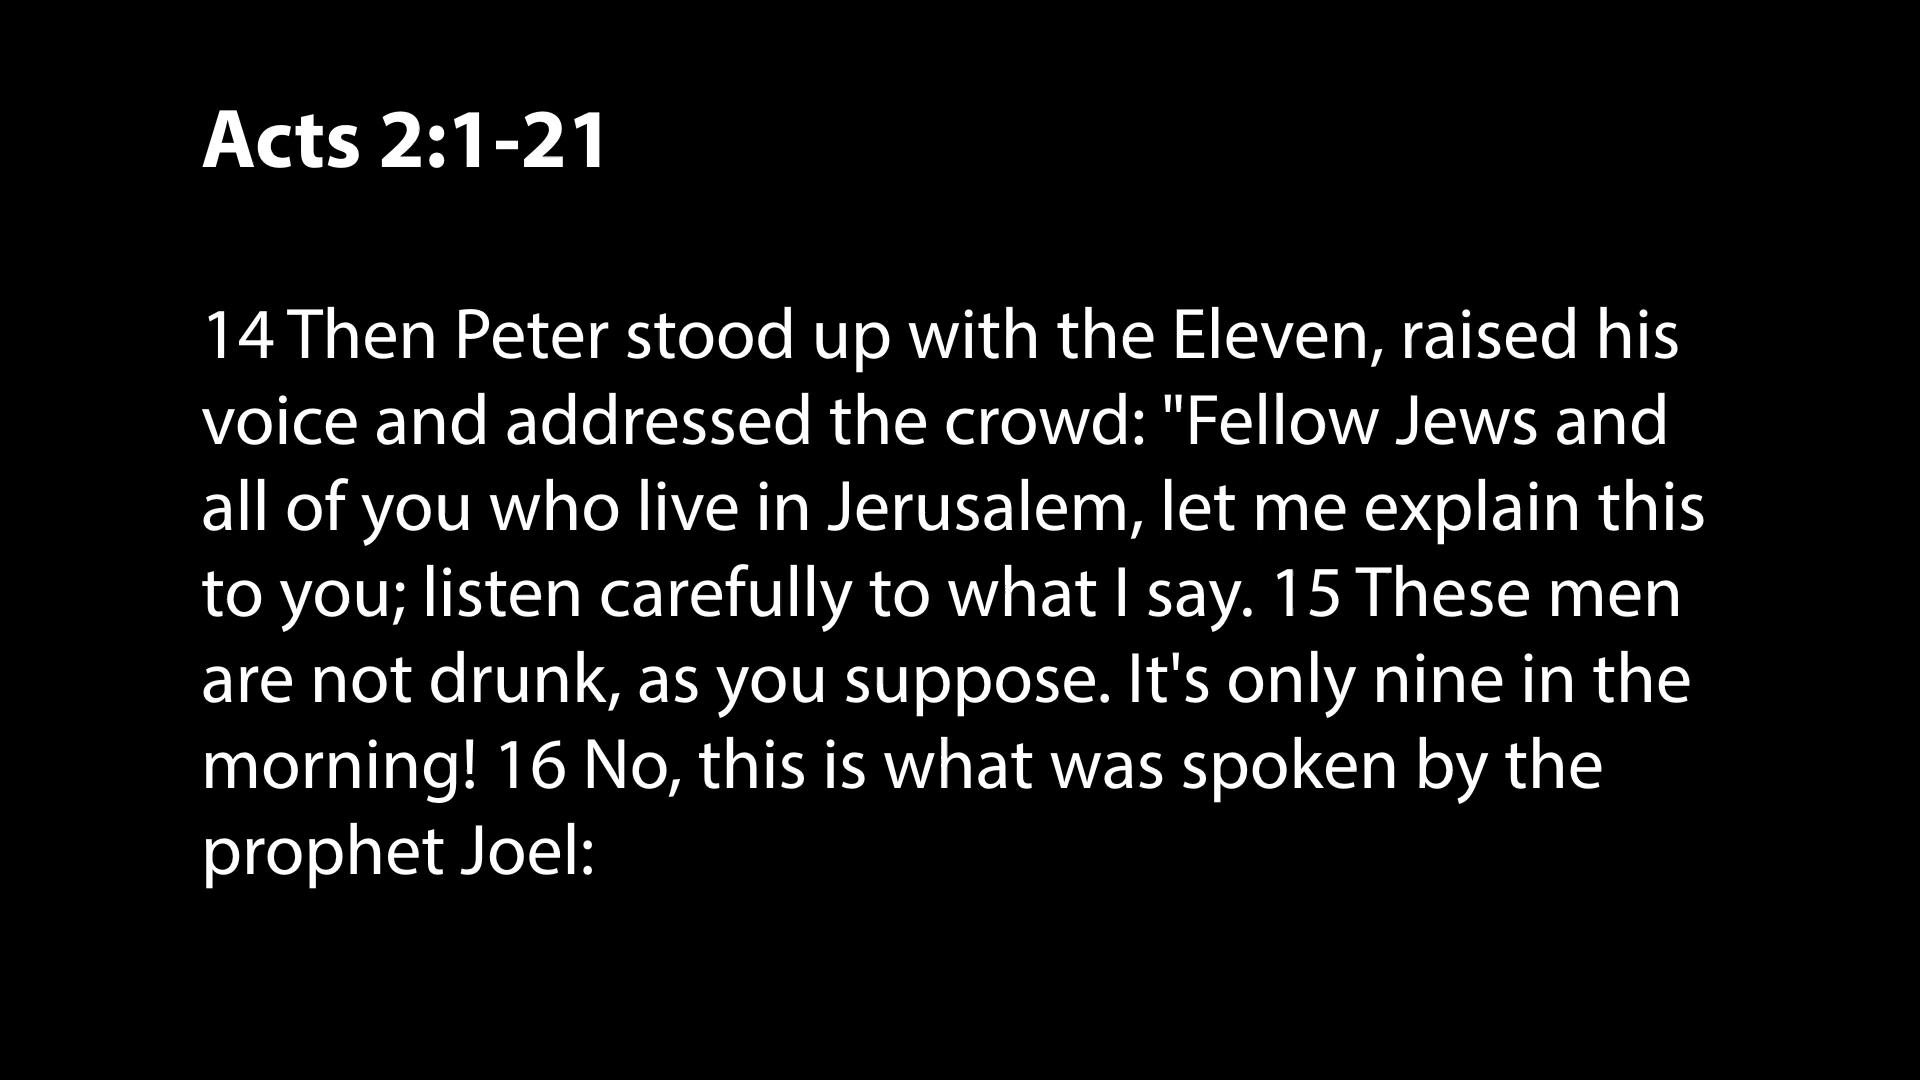 Acts 2:1-21
14 Then Peter stood up with the Eleven, raised his
voice and addressed the crowd: "Fellow Jews and
all of you who live in Jerusalem, let me explain this
to you; listen carefully to what I say. 15 These men
are not drunk, as you suppose. It's only nine in the
morning! 16 No, this is what was spoken by the
prophet Joel: